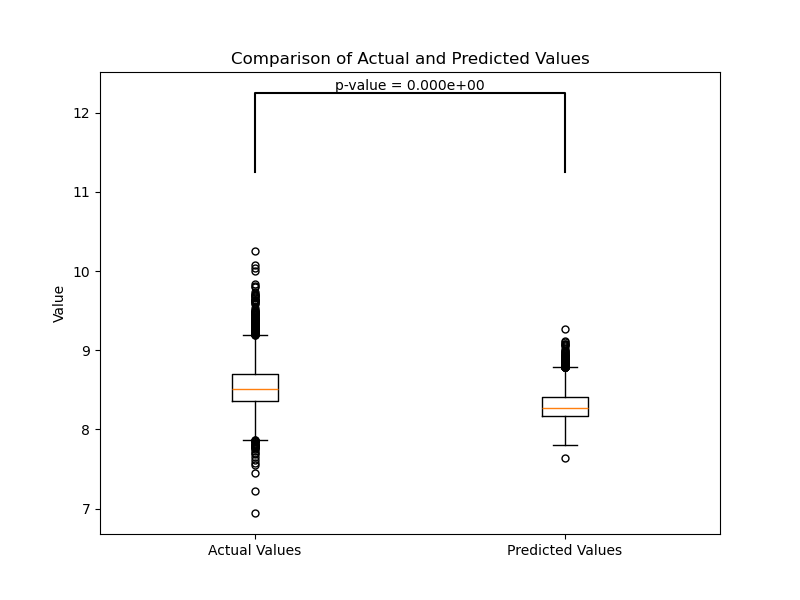 Comparison of Actual and Predicted Values
p-value = 0.000e+00
12
11
10
9
8
7
Value
Actual Values
Predicted Values